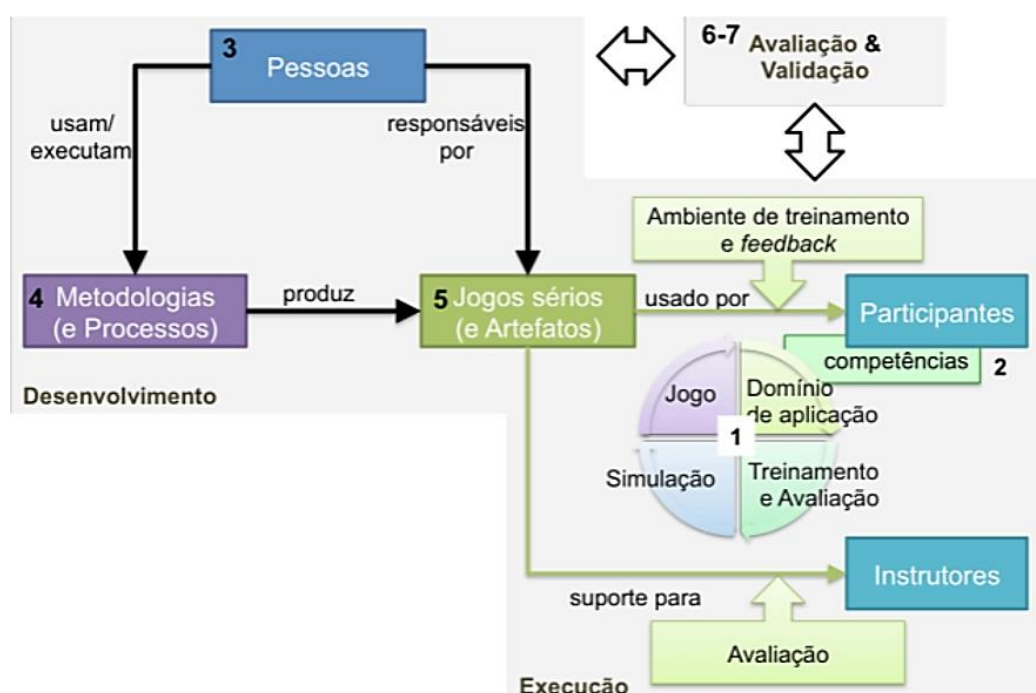 3 Pessoas
6-7 Avaliação &
Validação
usam/
executam
responsáveis
por
Ambiente de treinamento
e feedback
4 Metodologias
(e Processos)
produz
5 Jogos sérios
(e Artefatos)
usado por
Participantes
competências 2
Desenvolvimento
Jogo
Domínio
de aplicação
1
Simulação
Treinamento
e Avaliação
suporte para
Instrutores
Avaliação
Execução